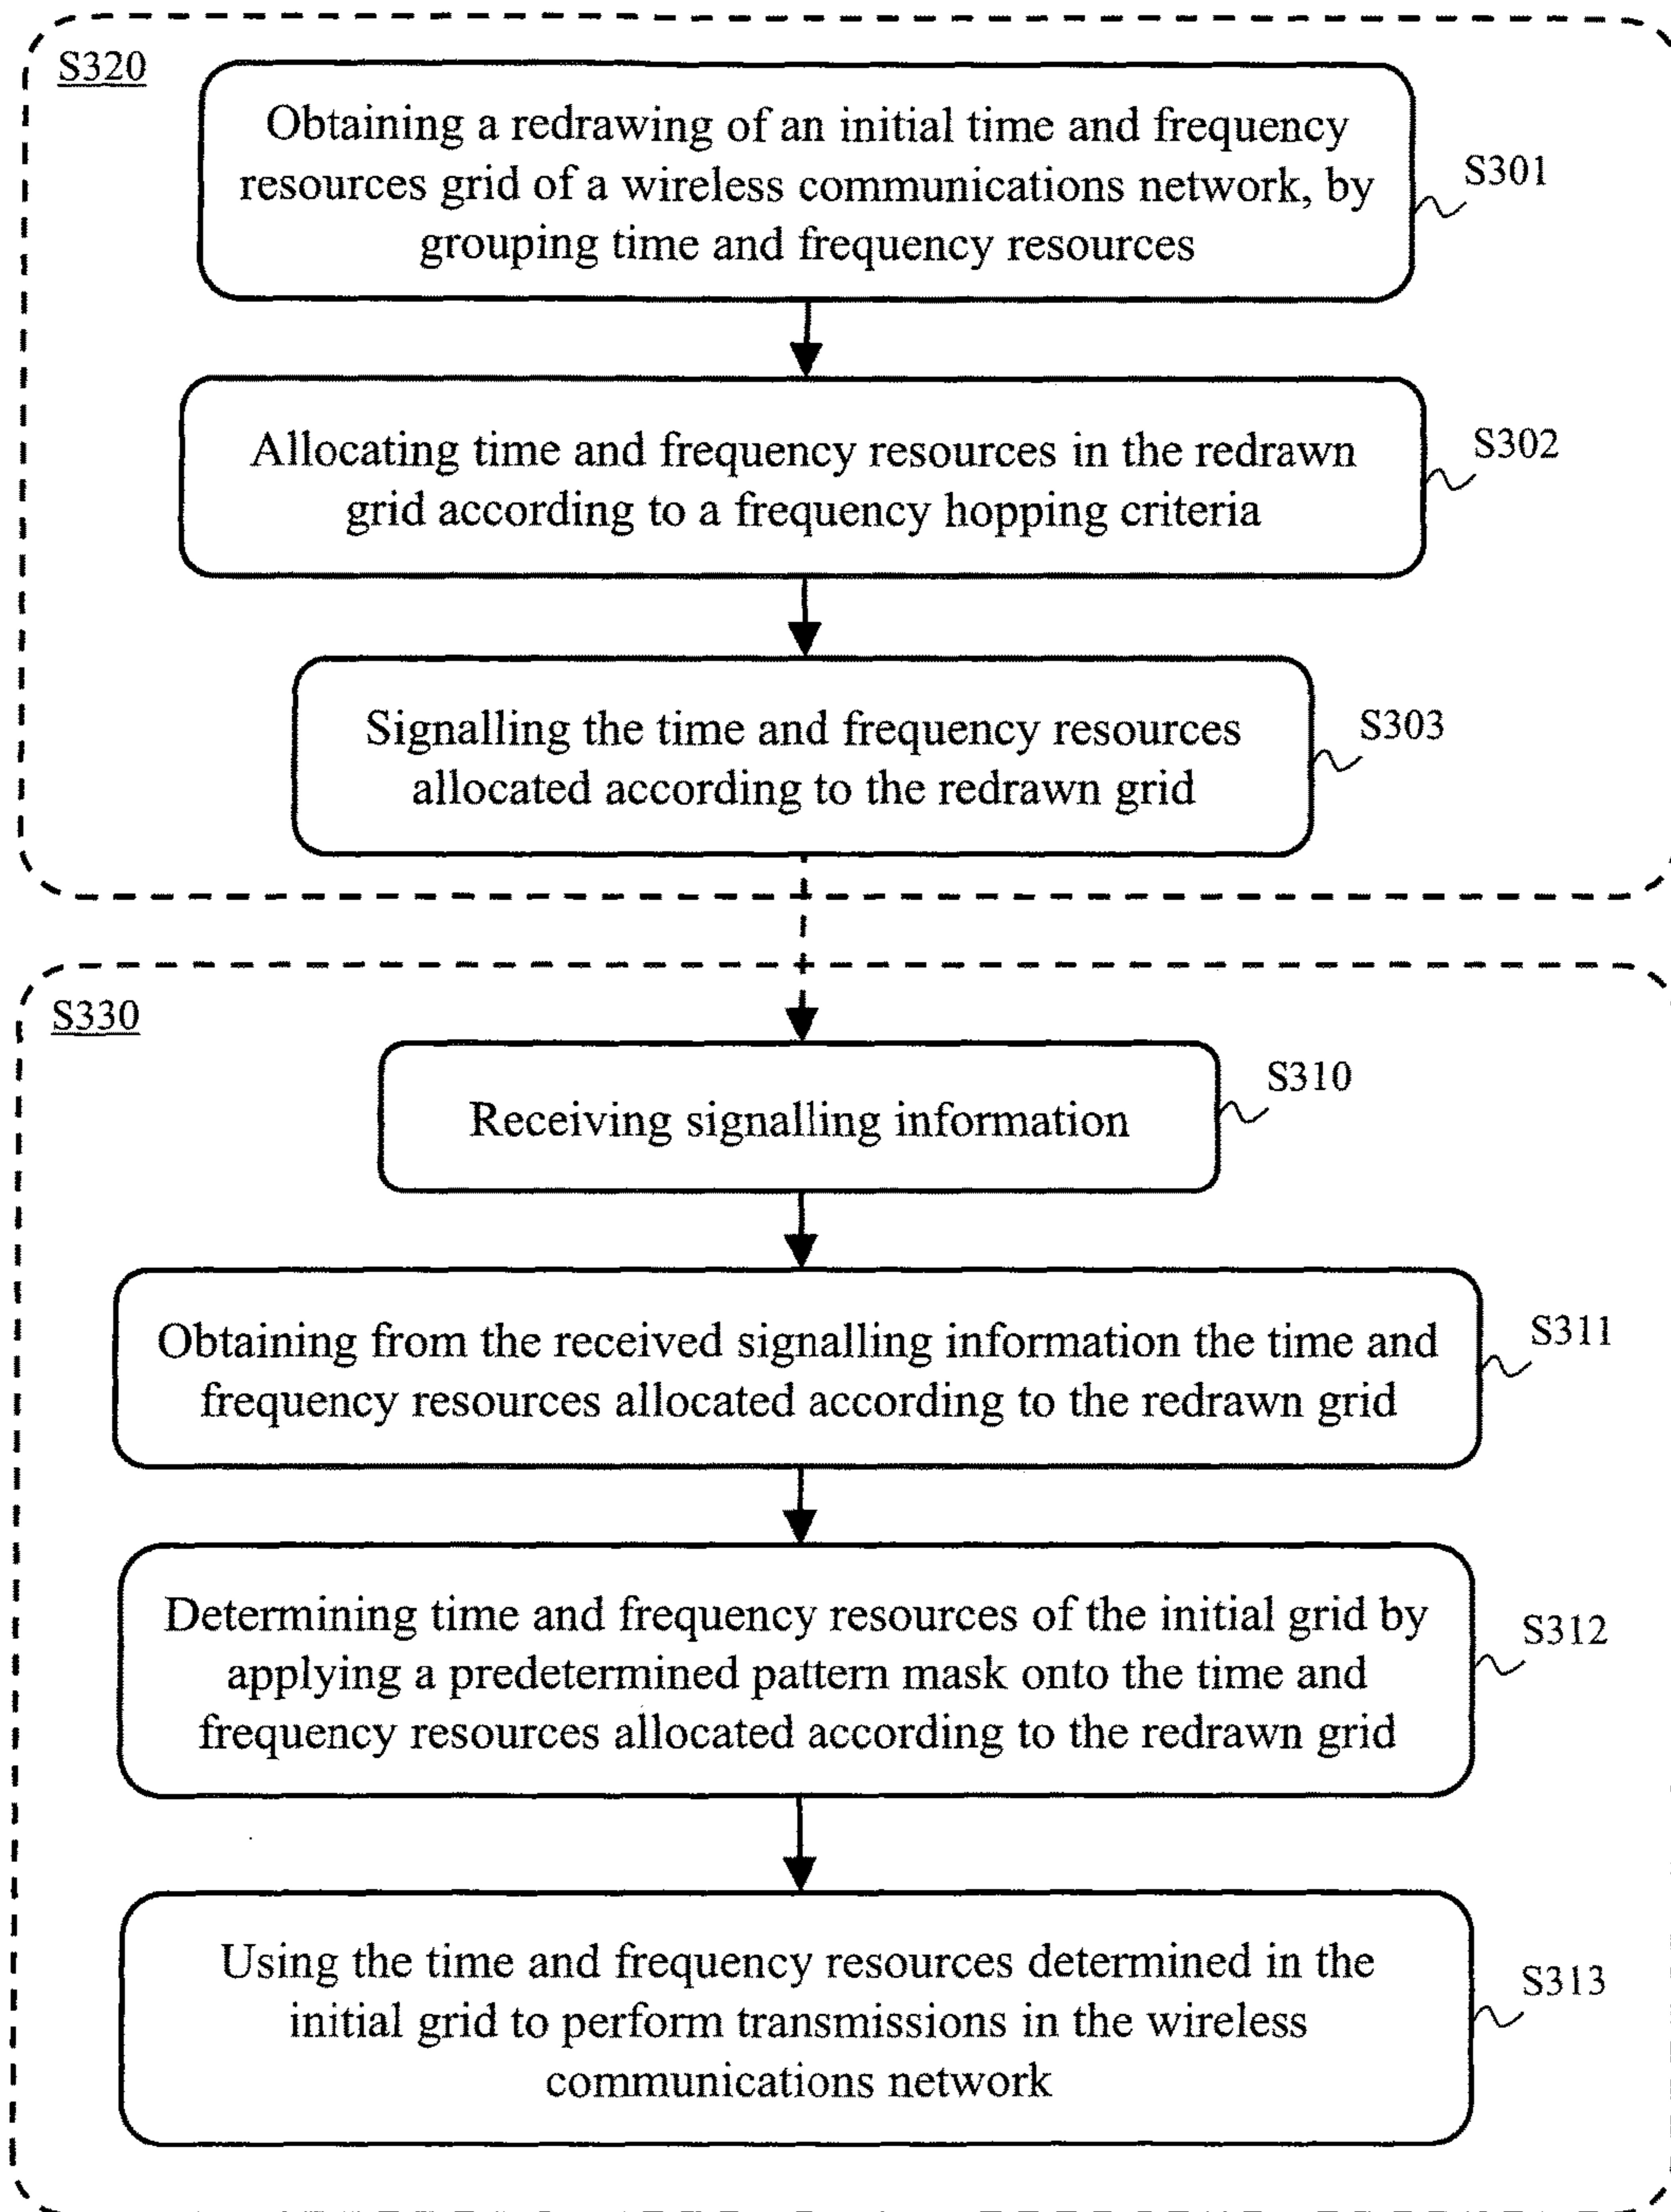 S320
Obtaining a redrawing of an initial time and frequency
resources grid of a wireless communications network, by
grouping time and frequency resources
S301
Allocating time and frequency resources in the redrawn
grid according to a frequency hopping criteria
S302
Signalling the time and frequency resources
allocated according to the redrawn grid
S303
S330
Receiving signalling information
S310
Obtaining from the received signalling information the time and
frequency resources allocated according to the redrawn grid
S311
Determining time and frequency resources of the initial grid by
applying a predetermined pattern mask onto the time and
frequency resources allocated according to the redrawn grid
S312
Using the time and frequency resources determined in the
initial grid to perform transmissions in the wireless
communications network
S313